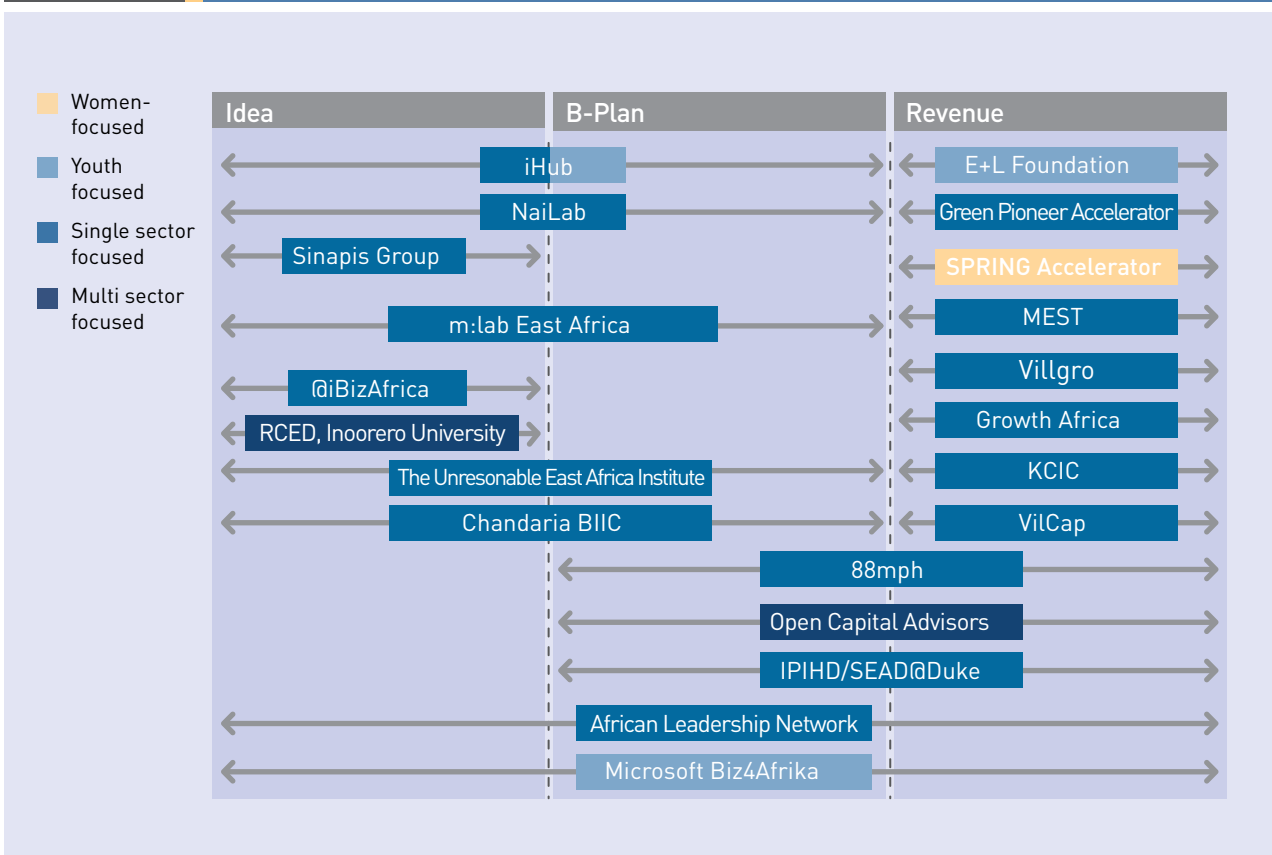 Women-
focused
Youth
focused
Single sector
focused
Multi sector
focused
Idea
B-Plan
Revenue
iHub
E+L Foundation
NaiLab
Green Pioneer Accelerator
Sinapis Group
SPRING Accelerator
m:lab East Africa
MEST
@iBizAfrica
Villgro
RCED, Inoorero University
Growth Africa
The Unresonable East Africa Institute
KCIC
Chandaria BIIC
VilCap
88mph
Open Capital Advisors
IPIHD/SEAD@Duke
African Leadership Network
Microsoft Biz4Afrika